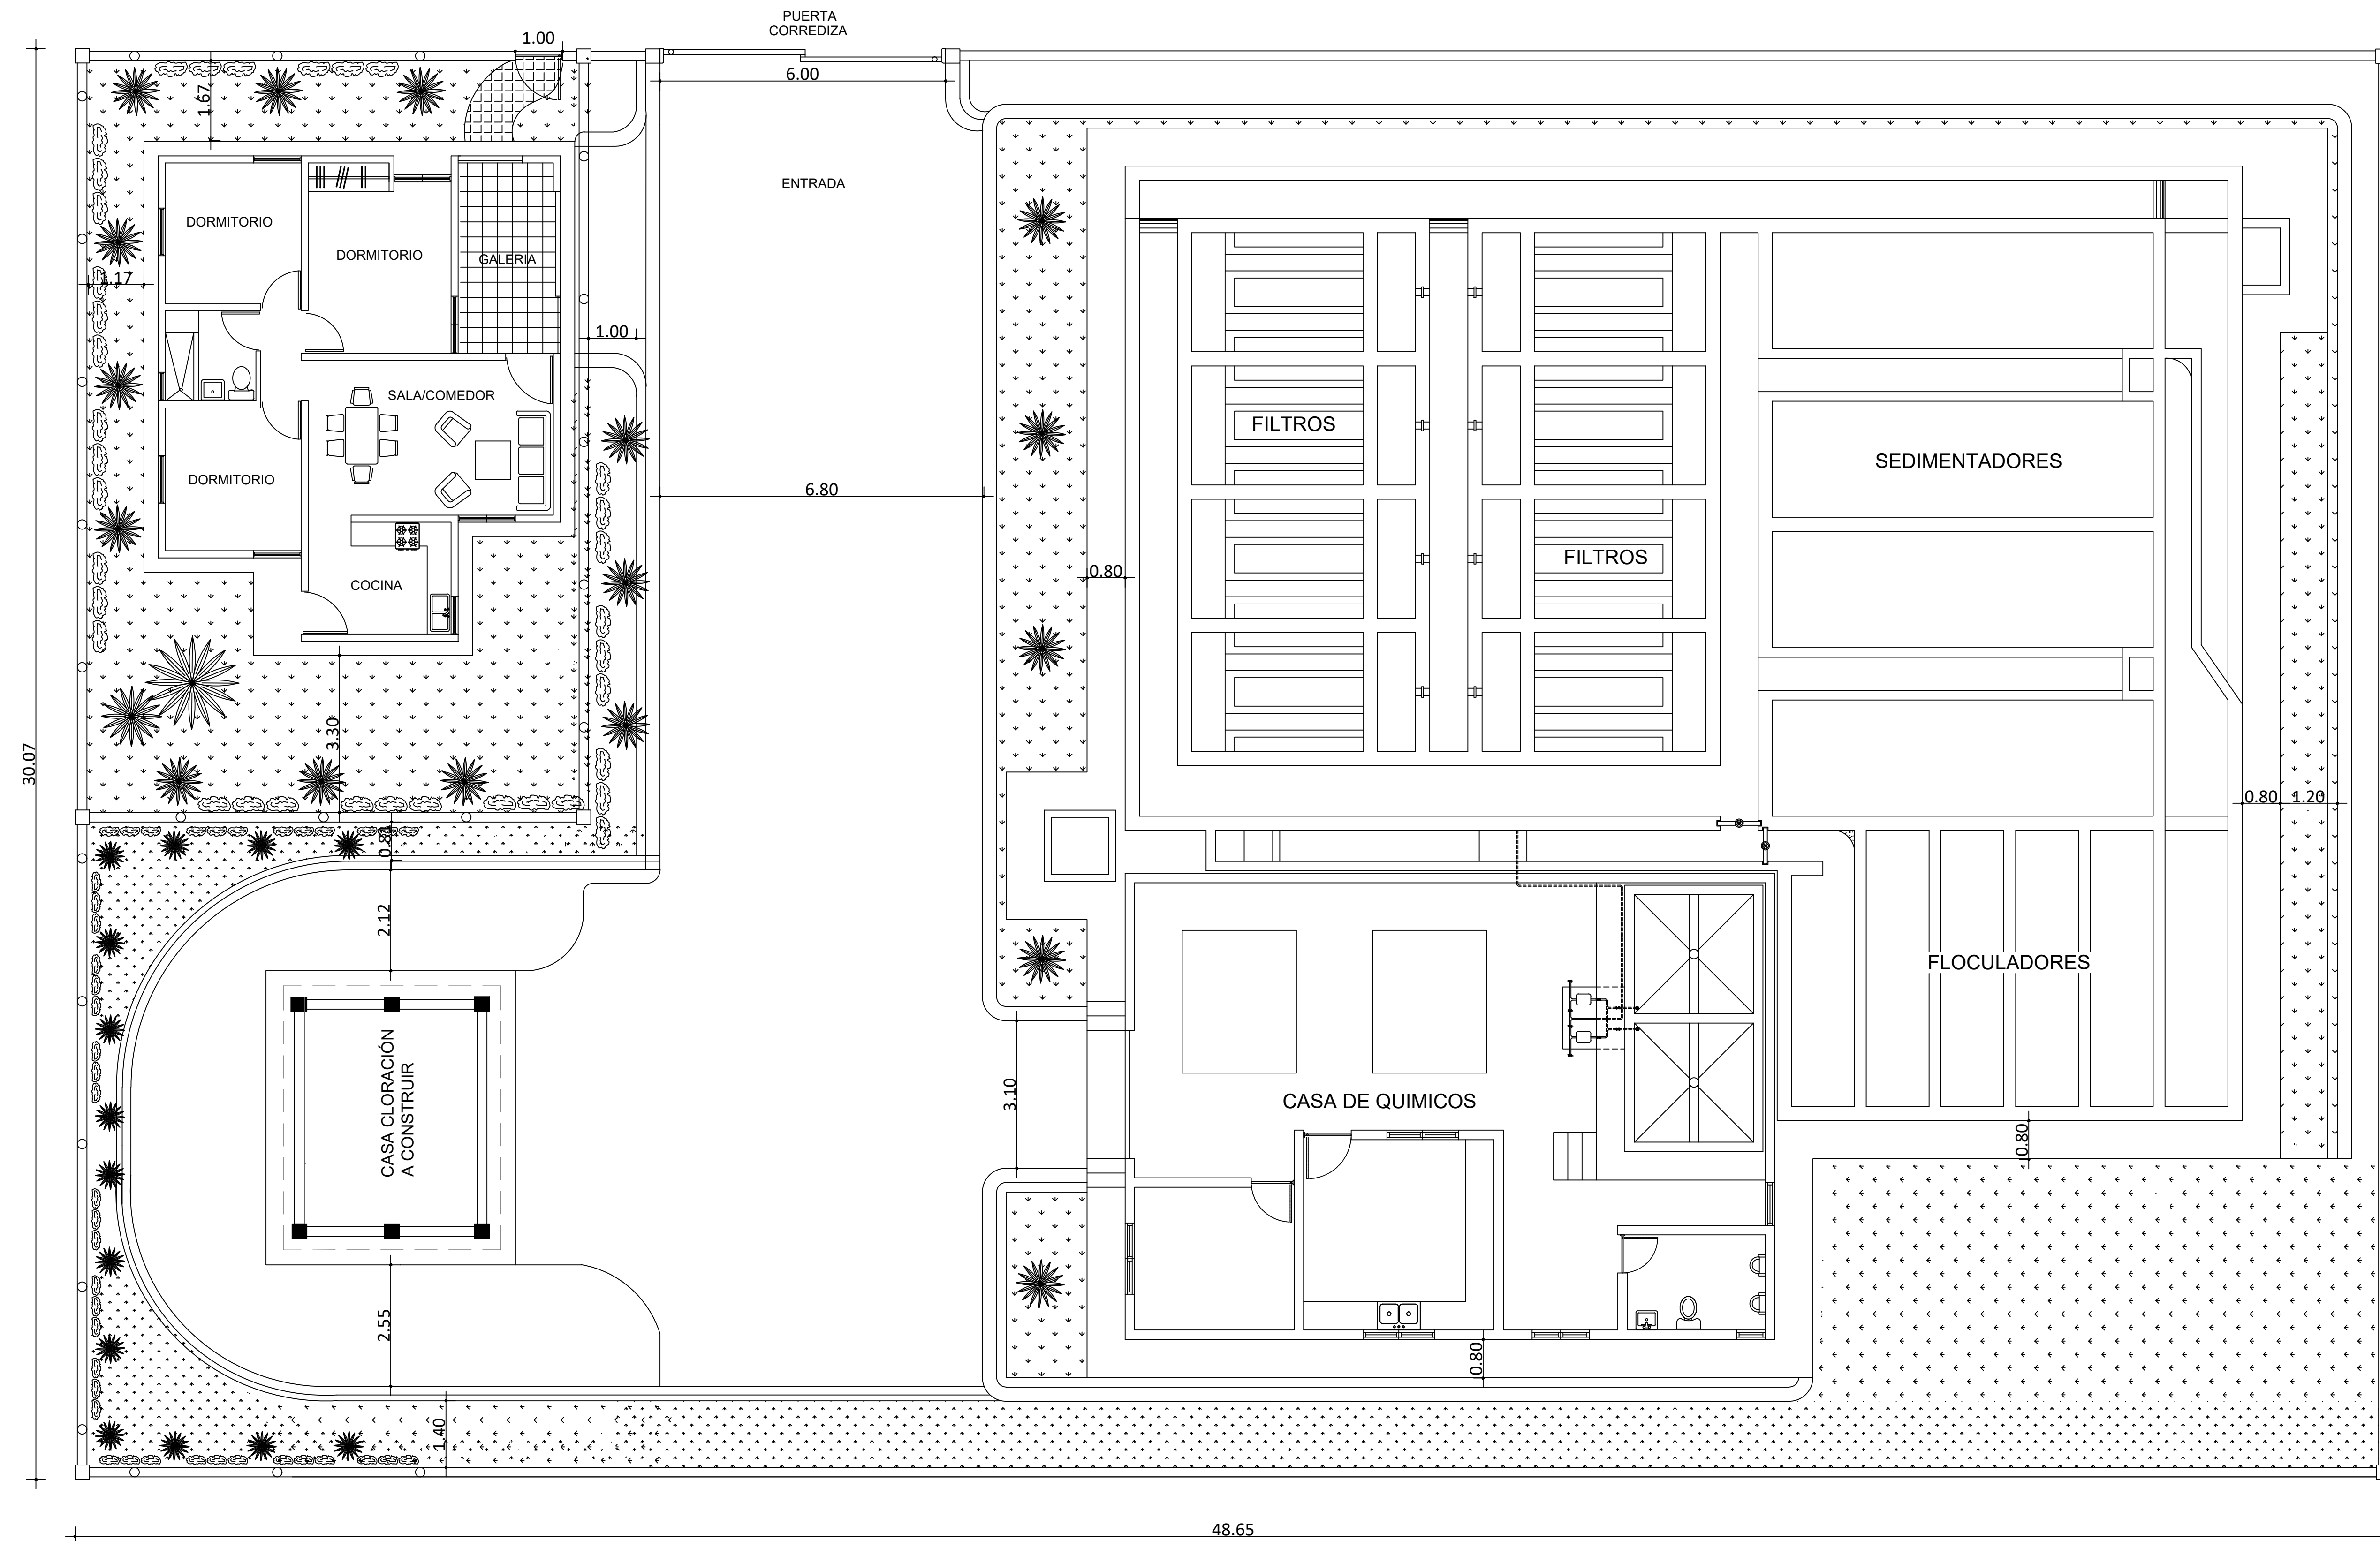 PUERTA
CORREDIZA
1.00
6.00
1.67
ENTRADA
DORMITORIO
DORMITORIO
GALERIA
1.17
1.00
SALA/COMEDOR
FILTROS
SEDIMENTADORES
DORMITORIO
6.80
FILTROS
0.80
COCINA
3.30
30.07
0.80
1.20
0.81
2.12
FLOCULADORES
CASA CLORACIÓN
A CONSTRUIR
3.10
CASA DE QUIMICOS
0.80
2.55
0.80
1.40
48.65